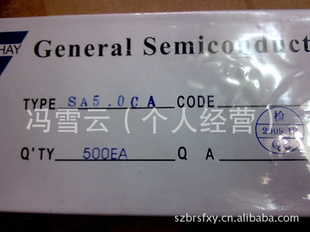 HAY
General Semiconduct
TYPE SA5.0CA CODE
冯雪云（个人经营）
检
Q'TY 500EA Q A
szbrsfxy.cn.alibaba.com